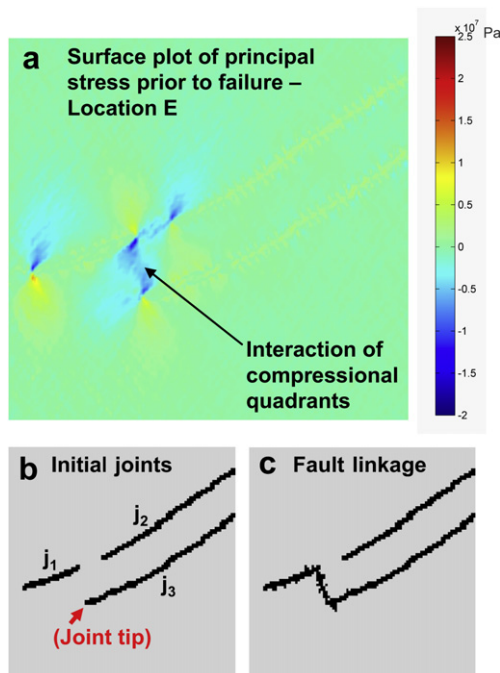 x 10⁷ Pa
a Surface plot of principal
stress prior to failure –
Location E
2.5
2
1.5
1
0.5
0
-0.5
-1
-1.5
-2
Interaction of
compressional
quadrants
b Initial joints
j₁
j₂
j₃
(Joint tip)
c Fault linkage